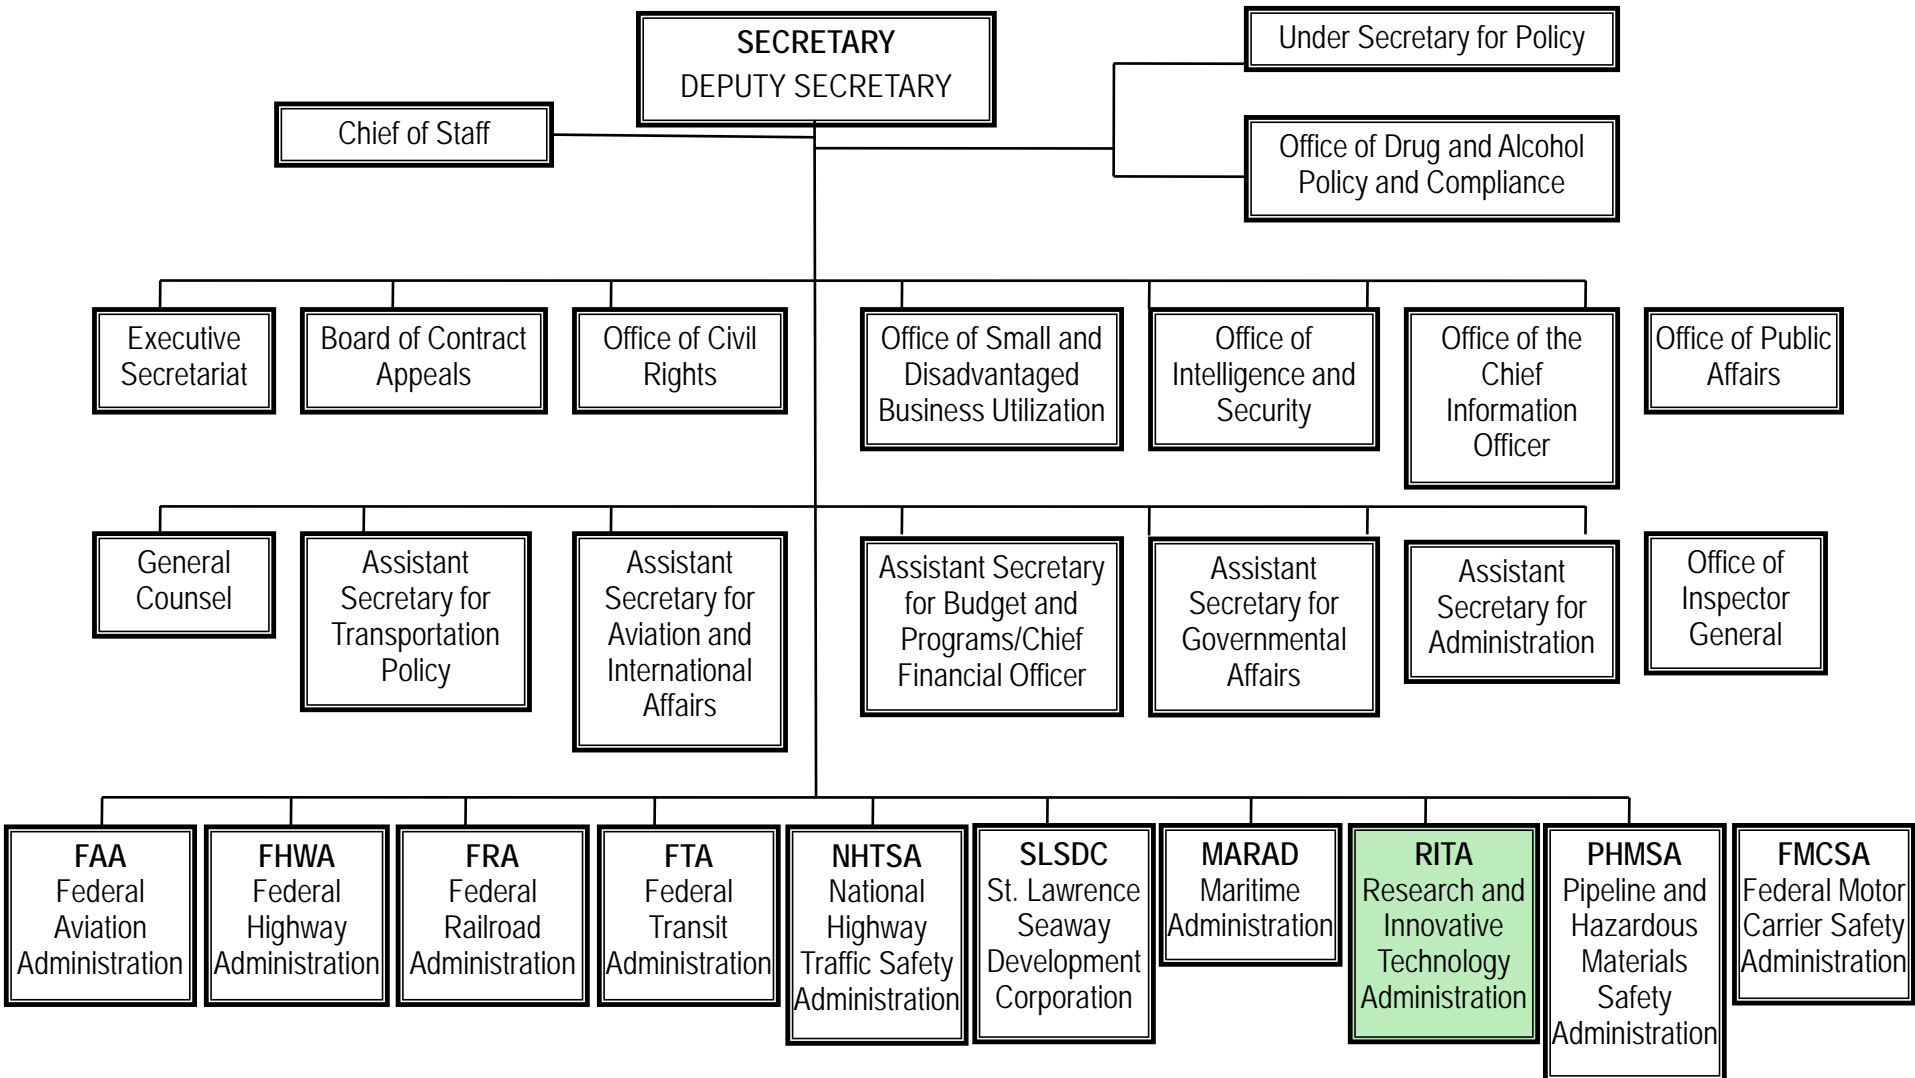 SECRETARY
DEPUTY SECRETARY
Under Secretary for Policy
Chief of Staff
Office of Drug and Alcohol
Policy and Compliance
Executive
Secretariat
Board of Contract
Appeals
Office of Civil
Rights
Office of Small and
Disadvantaged
Business Utilization
Office of
Intelligence and
Security
Office of the
Chief
Information
Officer
Office of Public
Affairs
General
Counsel
Assistant
Secretary for
Transportation
Policy
Assistant
Secretary for
Aviation and
International
Affairs
Assistant Secretary
for Budget and
Programs/Chief
Financial Officer
Assistant
Secretary for
Governmental
Affairs
Assistant
Secretary for
Administration
Office of
Inspector
General
FAA
Federal
Aviation
Administration
FHWA
Federal
Highway
Administration
FRA
Federal
Railroad
Administration
FTA
Federal
Transit
Administration
NHTSA
National
Highway
Traffic Safety
Administration
SLSDC
St. Lawrence
Seaway
Development
Corporation
MARAD
Maritime
Administration
RITA
Research and
Innovative
Technology
Administration
PHMSA
Pipeline and
Hazardous
Materials
Safety
Administration
FMCSA
Federal Motor
Carrier Safety
Administration